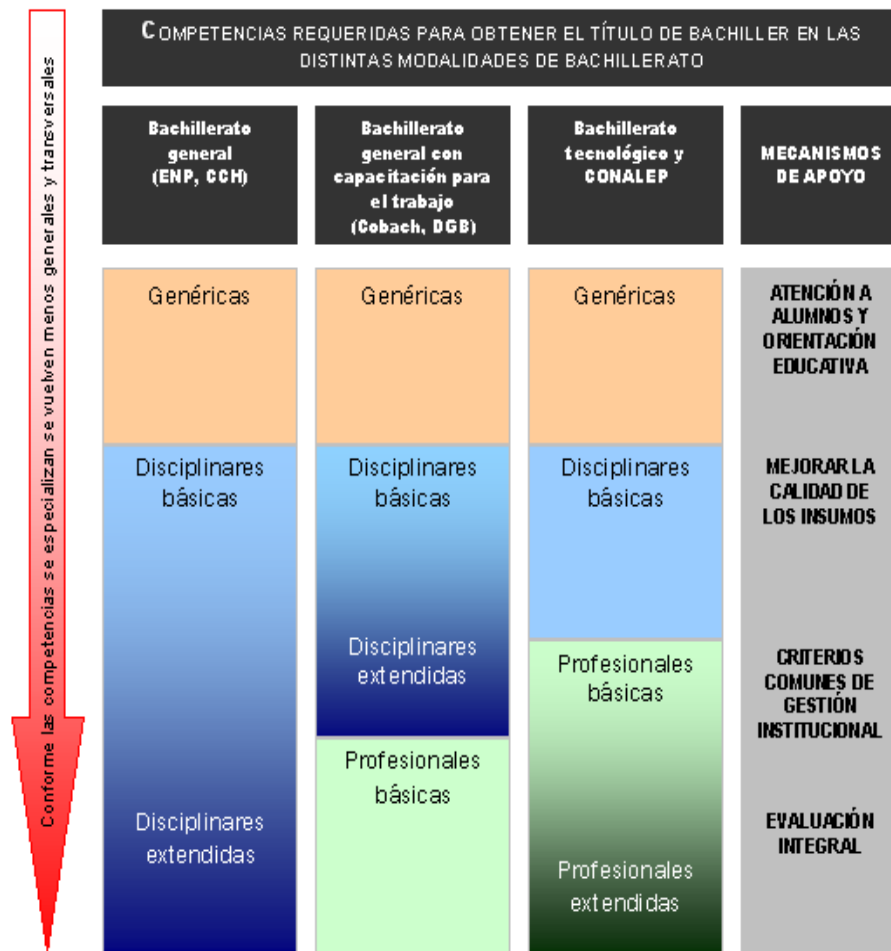 Conforme las competencias se especializan se vuelven menos generales y transversales
COMPETENCIAS REQUERIDAS PARA OBTENER EL TÍTULO DE BACHILLER EN LAS
DISTINTAS MODALIDADES DE BACHILLERATO
Bachillerato
general
(ENP, CCH)
Bachillerato
general con
capacitación para
el trabajo
(Cobach, DGB)
Bachillerato
tecnológico y
CONALEP
MECANISMOS
DE APOYO
Genéricas
Genéricas
Genéricas
ATENCIÓN A
ALUMNOS Y
ORIENTACIÓN
EDUCATIVA
Disciplinares
básicas
Disciplinares
básicas
Disciplinares
básicas
MEJORAR LA
CALIDAD DE
LOS INSUMOS
Disciplinares
extendidas
Profesionales
básicas
CRITERIOS
COMUNES DE
GESTIÓN
INSTITUCIONAL
Profesionales
básicas
Disciplinares
extendidas
Profesionales
extendidas
EVALUACIÓN
INTEGRAL